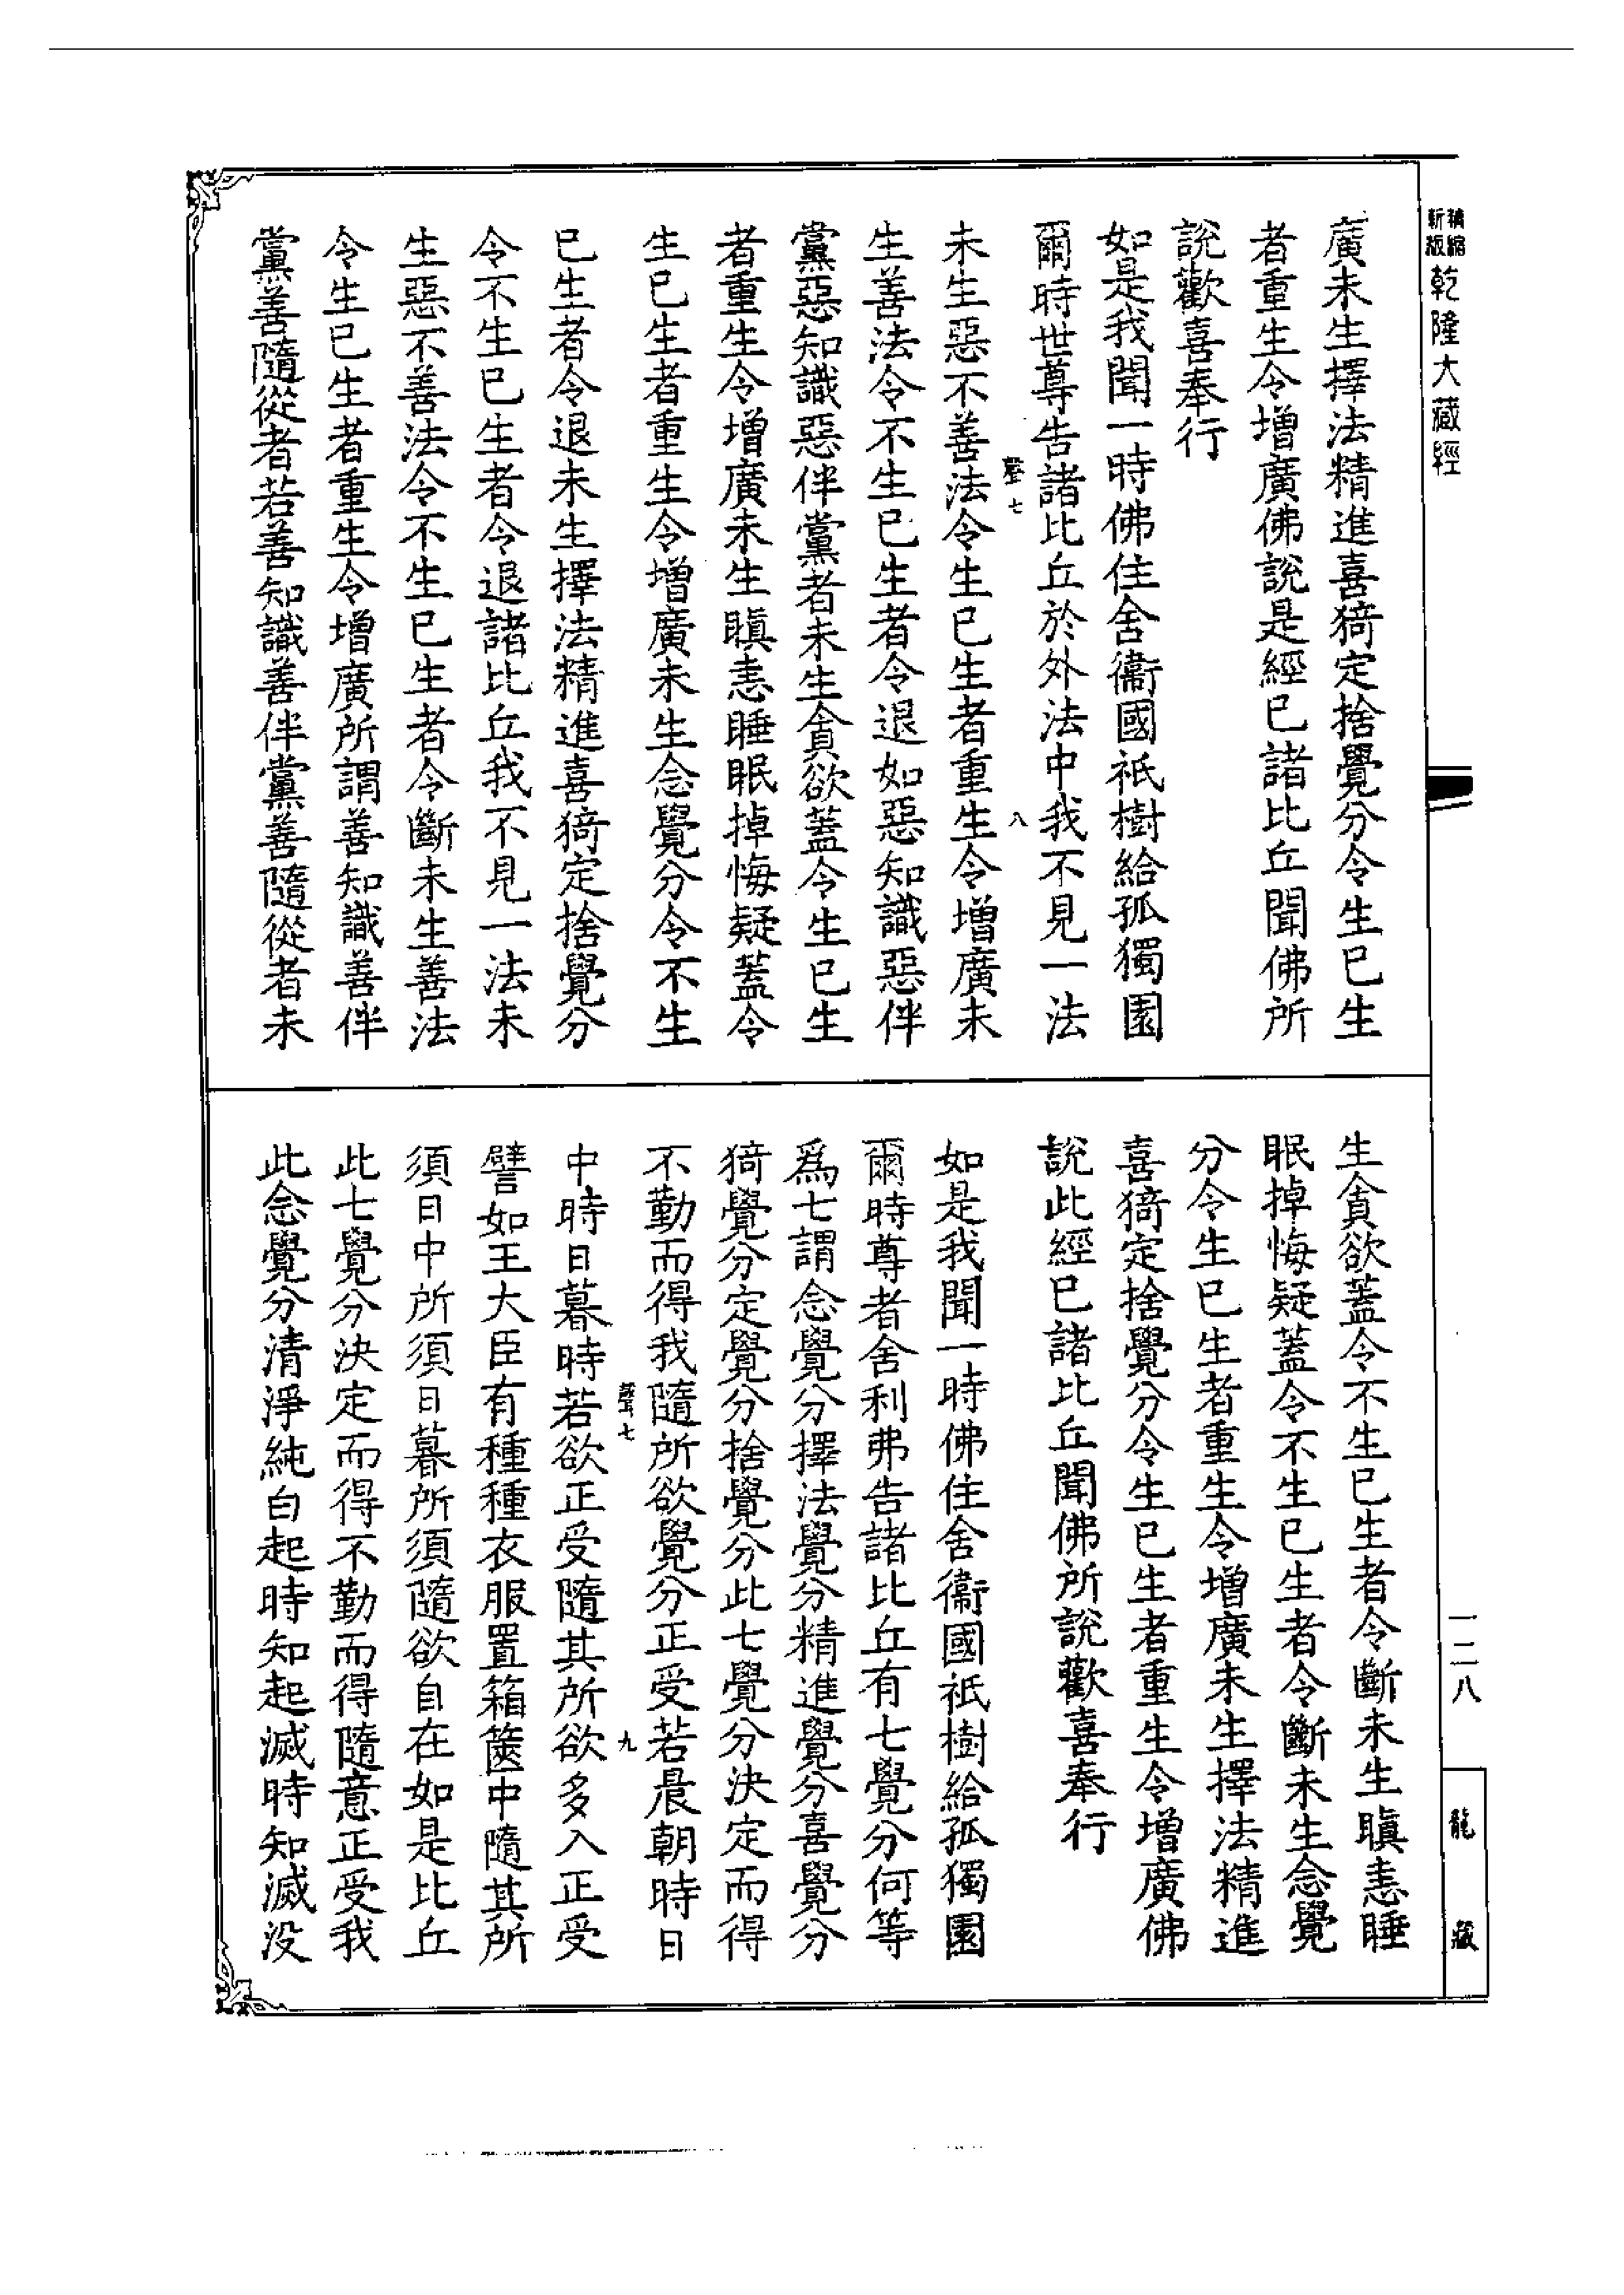 精縮新版乾隆大藏經
廣未生擇法精進喜猗定捨覺分令生已生
者重生令增廣佛說是經已諸比丘聞佛所
說歡喜奉行
如是我聞一時佛住舍衞國祇樹給孤獨園
爾時世尊告諸比丘於外法中我不見一法
聲七
八
未生惡不善法令生已生者重生令增廣未
生善法令不生已生者令退如惡知識惡伴
黨惡知識惡伴黨者未生貪欲蓋令生已生
者重生令增廣未生瞋恚睡眠掉悔疑蓋令
生已生者重生令增廣未生念覺分令不生
已生者令退未生擇法精進喜猗定捨覺分
令不生已生者令退諸比丘我不見一法未
生惡不善法令不生已生者令斷未生善法
令生已生者重生令增廣所謂善知識善伴
黨善隨從者若善知識善伴黨善隨從者未
生貪欲蓋令不生已生者令斷未生瞋恚睡
眠掉悔疑蓋令不生已生者令斷未生念覺
分令生已生者重生令增廣未生擇法精進
喜猗定捨覺分令生已生者重生令增廣佛
說此經已諸比丘聞佛所說歡喜奉行
如是我聞一時佛住舍衞國祇樹給孤獨園
爾時尊者舍利弗告諸比丘有七覺分何等
爲七謂念覺分擇法覺分精進覺分喜覺分
猗覺分定覺分捨覺分此七覺分決定而得
不勤而得我隨所欲覺分正受若晨朝時日
聲七
九
中時日暮時若欲正受隨其所欲多入正受
譬如王大臣有種種衣服置箱篋中隨其所
須日中所須日暮所須隨欲自在如是比丘
此七覺分決定而得不勤而得隨意正受我
此念覺分清淨純白起時知起滅時知滅没
一二八
龍藏